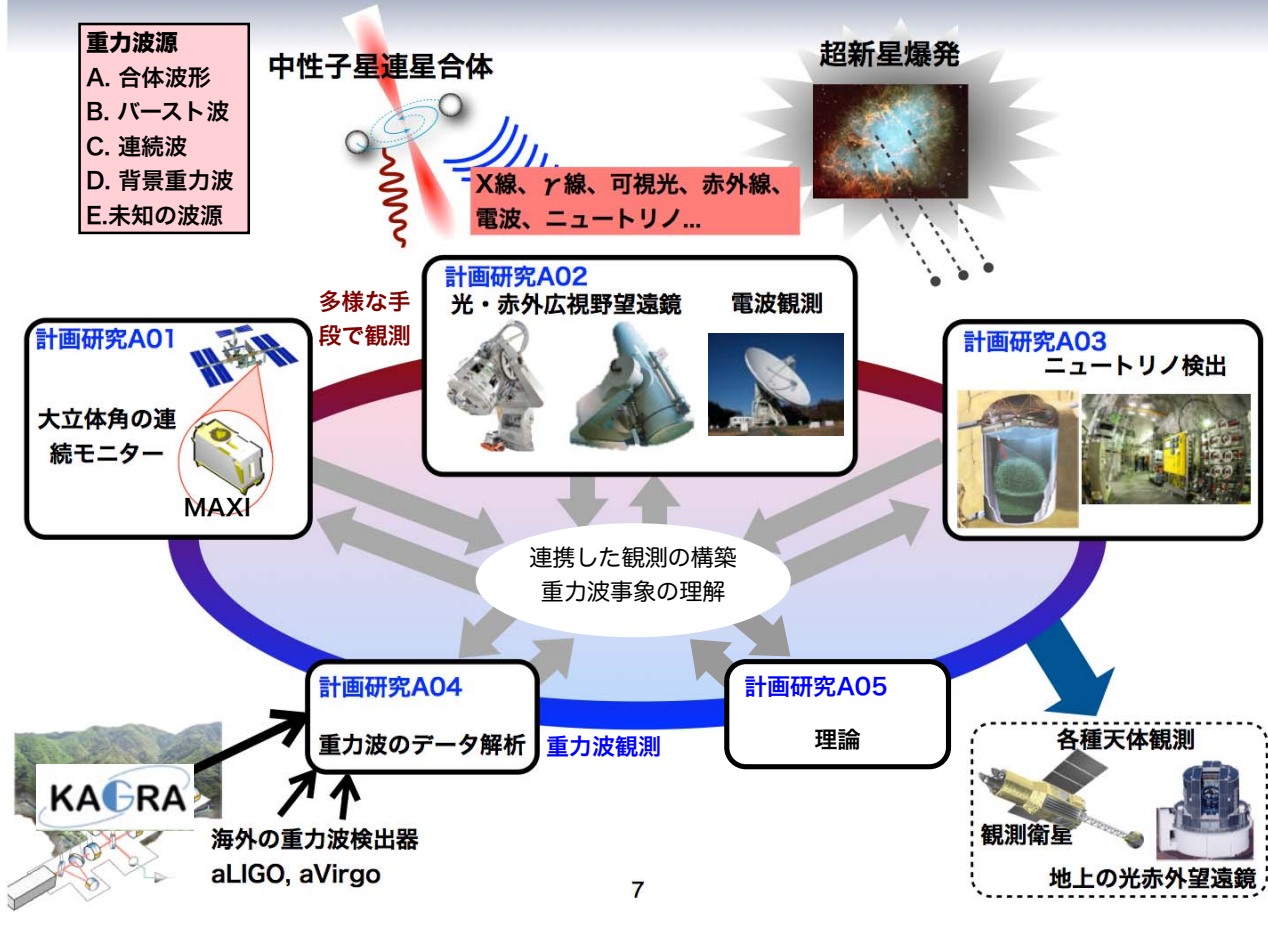 重力波源
A. 合体波形
B. バースト波
C. 連続波
D. 背景重力波
E.未知の波源
中性子星連星合体
超新星爆発
X線、γ線、可視光、赤外線、
電波、ニュートリノ...
多様な手
段で観測
計画研究A01
大立体角の連
続モニター
MAXI
計画研究A02
光・赤外広視野望遠鏡
電波観測
計画研究A03
ニュートリノ検出
連携した観測の構築
重力波事象の理解
計画研究A04
重力波のデータ解析
重力波観測
計画研究A05
理論
KAGRA
海外の重力波検出器
aLIGO, aVirgo
各種天体観測
観測衛星
地上の光赤外望遠鏡
7